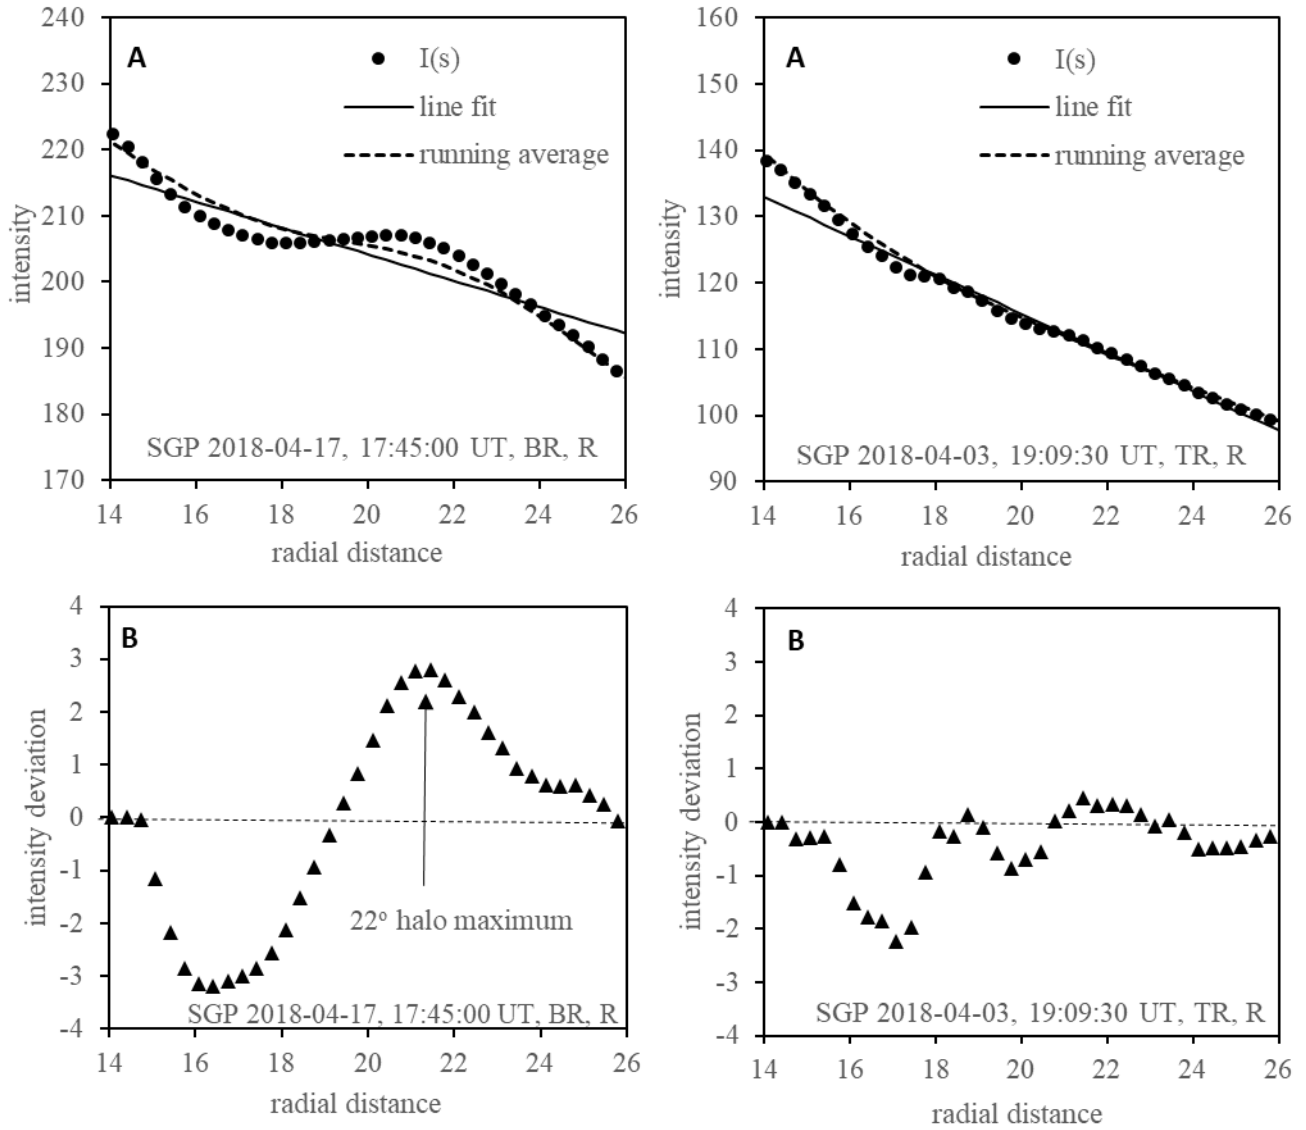 A
I(s)
line fit
running average
240
230
220
210
200
190
180
170
intensity
SGP 2018-04-17, 17:45:00 UT, BR, R
14 16 18 20 22 24 26
radial distance
A
I(s)
line fit
running average
160
150
140
130
120
110
100
90
intensity
SGP 2018-04-03, 19:09:30 UT, TR, R
14 16 18 20 22 24 26
radial distance
B
4
3
2
1
0
-1
-2
-3
-4
intensity deviation
22º halo maximum
SGP 2018-04-17, 17:45:00 UT, BR, R
14 16 18 20 22 24 26
radial distance
B
4
3
2
1
0
-1
-2
-3
-4
intensity deviation
SGP 2018-04-03, 19:09:30 UT, TR, R
14 16 18 20 22 24 26
radial distance